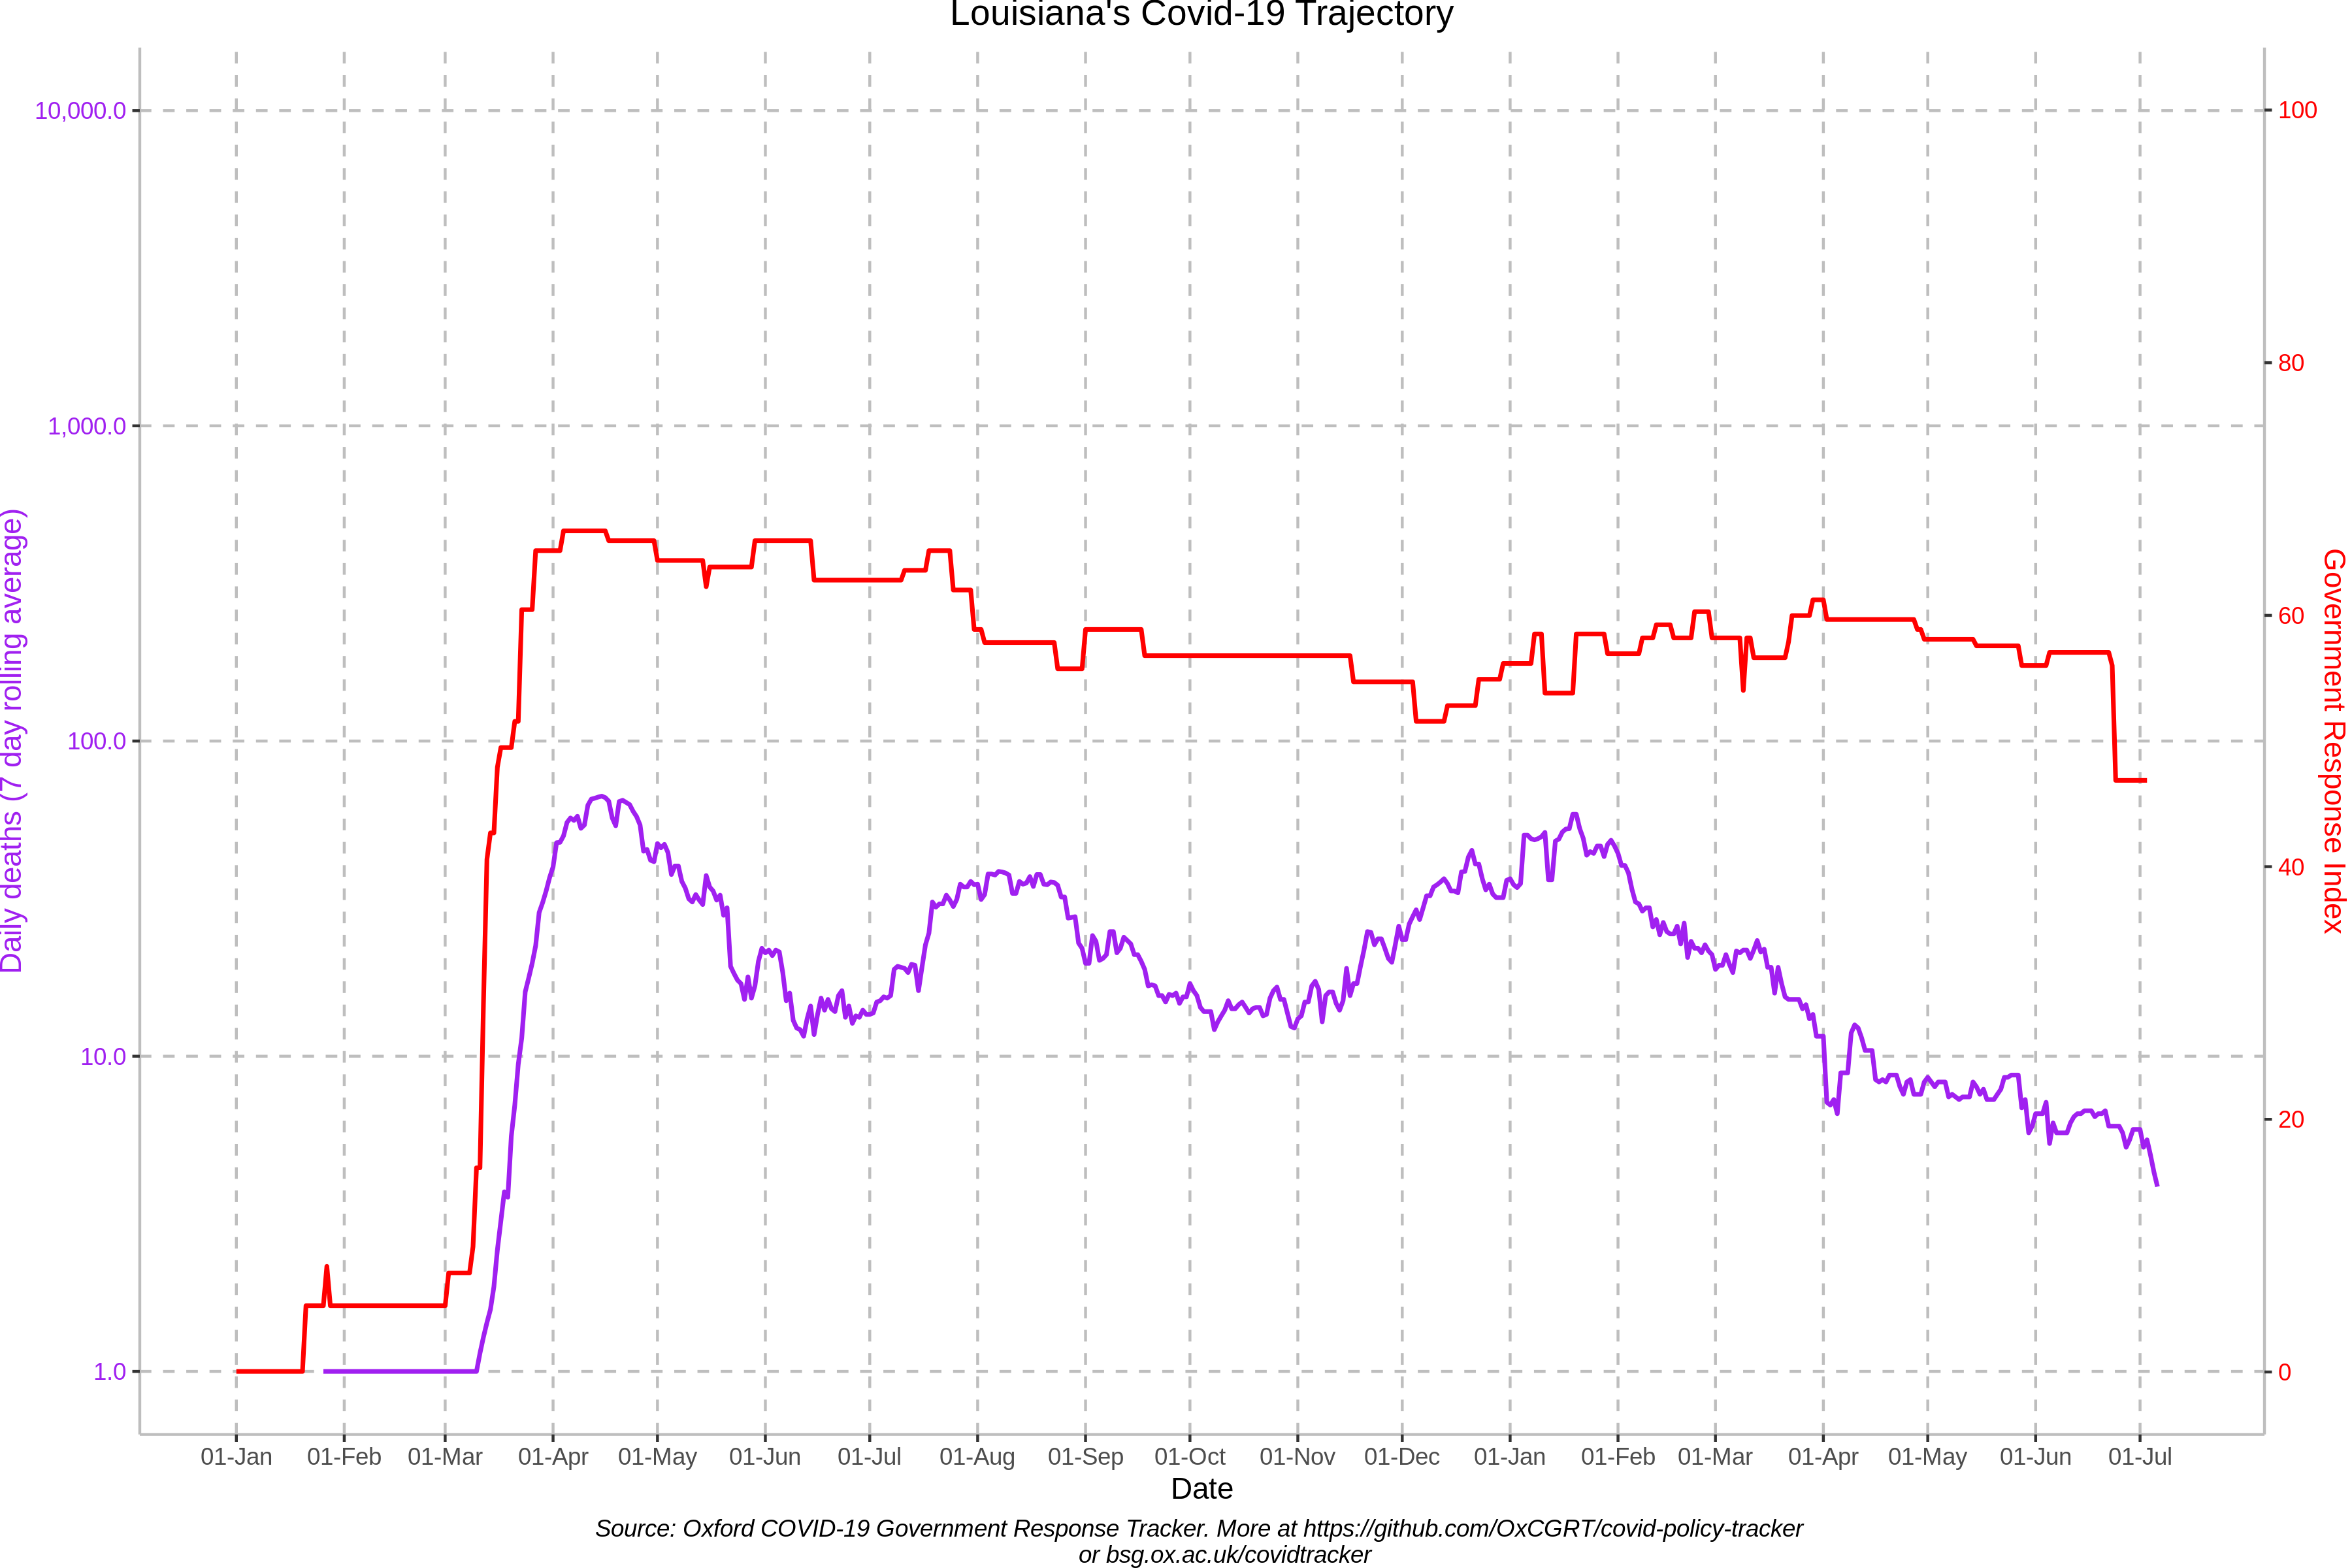 Louisiana's Covid-19 Trajectory
10,000.0
1,000.0
100.0
10.0
1.0
Daily deaths (7 day rolling average)
100
80
60
40
20
0
Government Response Index
01-Jan 01-Feb 01-Mar 01-Apr 01-May 01-Jun 01-Jul 01-Aug 01-Sep 01-Oct 01-Nov 01-Dec 01-Jan 01-Feb 01-Mar 01-Apr 01-May 01-Jun 01-Jul
Date
Source: Oxford COVID-19 Government Response Tracker. More at https://github.com/OxCGRT/covid-policy-tracker
or bsg.ox.ac.uk/covidtracker